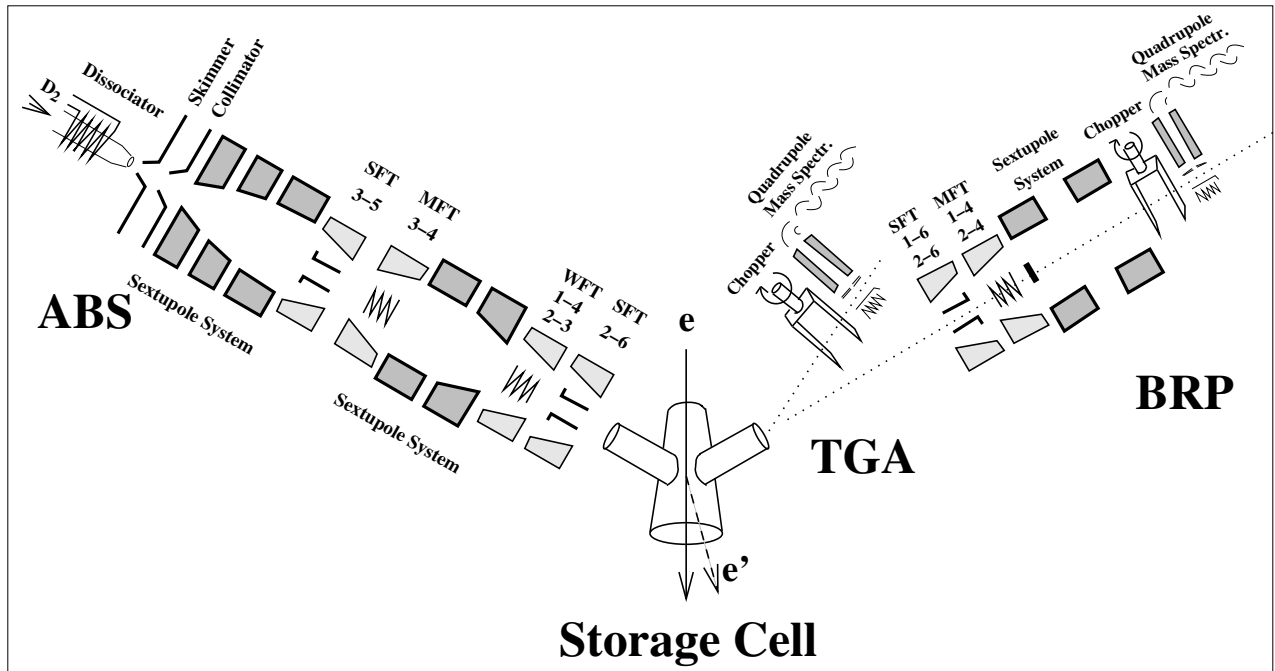 D2
Dissociator
Skimmer
Collimator
SFT
3–5
MFT
3–4
Sextupole System
ABS
Sextupole System
WFT
1–4
2–3
SFT
2–6
e
e’
Storage Cell
Chopper
Quadrupole
Mass Spectr.
TGA
SFT
1–6
2–6
MFT
1–4
2–4
Sextupole
System
Chopper
Quadrupole
Mass Spectr.
BRP